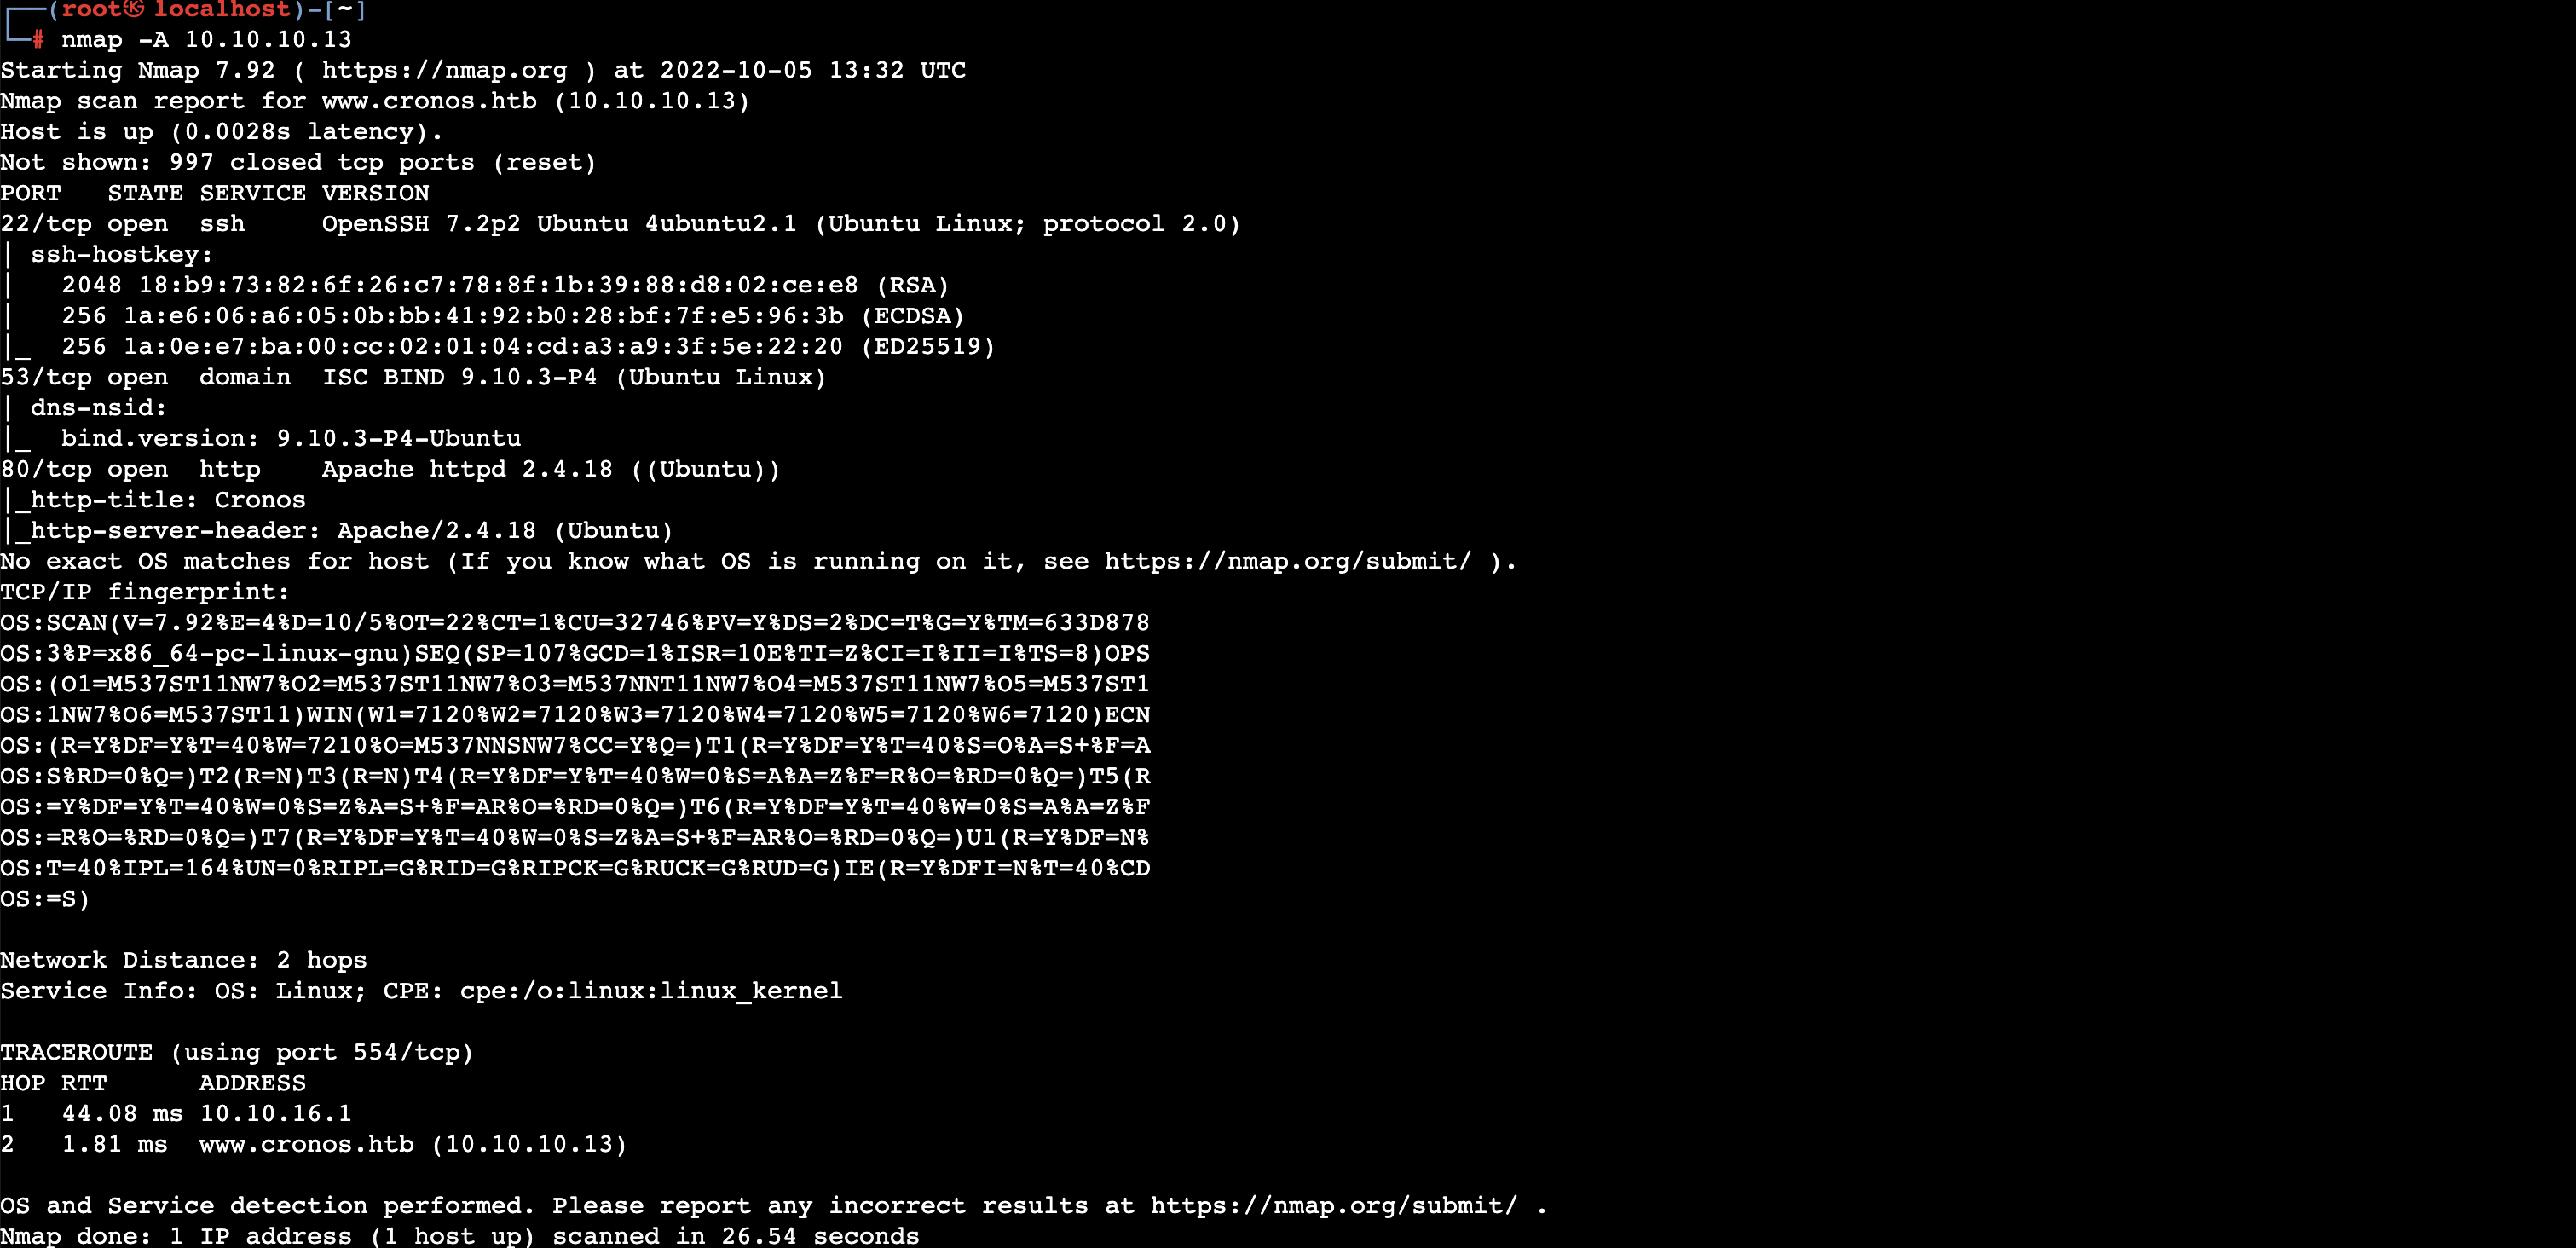 ┌──(root㉿localhost)-[~]
└─# nmap -A 10.10.10.13
Starting Nmap 7.92 ( https://nmap.org ) at 2022-10-05 13:32 UTC
Nmap scan report for www.cronos.htb (10.10.10.13)
Host is up (0.0028s latency).
Not shown: 997 closed tcp ports (reset)
PORT   STATE SERVICE VERSION
22/tcp open  ssh     OpenSSH 7.2p2 Ubuntu 4ubuntu2.1 (Ubuntu Linux; protocol 2.0)
| ssh-hostkey:
|   2048 18:b9:73:82:6f:26:c7:78:8f:1b:39:88:d8:02:ce:e8 (RSA)
|   256 1a:e6:06:a6:05:0b:bb:41:92:b0:28:bf:7f:e5:96:3b (ECDSA)
|_  256 1a:0e:e7:ba:00:cc:02:01:04:cd:a3:a9:3f:5e:22:20 (ED25519)
53/tcp open  domain  ISC BIND 9.10.3-P4 (Ubuntu Linux)
| dns-nsid:
|_  bind.version: 9.10.3-P4-Ubuntu
80/tcp open  http    Apache httpd 2.4.18 ((Ubuntu))
|_http-title: Cronos
|_http-server-header: Apache/2.4.18 (Ubuntu)
No exact OS matches for host (If you know what OS is running on it, see https://nmap.org/submit/ ).
TCP/IP fingerprint:
OS:SCAN(V=7.92%E=4%D=10/5%OT=22%CT=1%CU=32746%PV=Y%DS=2%DC=T%G=Y%TM=633D878
OS:3%P=x86_64-pc-linux-gnu)SEQ(SP=107%GCD=1%ISR=10E%TI=Z%CI=I%II=I%TS=8)OPS
OS:(O1=M537ST11NW7%O2=M537ST11NW7%O3=M537NNT11NW7%O4=M537ST11NW7%O5=M537ST1
OS:1NW7%O6=M537ST11)WIN(W1=7120%W2=7120%W3=7120%W4=7120%W5=7120%W6=7120)ECN
OS:(R=Y%DF=Y%T=40%W=7210%O=M537NNSNW7%CC=Y%Q=)T1(R=Y%DF=Y%T=40%S=O%A=S+%F=A
OS:S%RD=0%Q=)T2(R=N)T3(R=N)T4(R=Y%DF=Y%T=40%W=0%S=A%A=Z%F=R%O=%RD=0%Q=)T5(R
OS:=Y%DF=Y%T=40%W=0%S=Z%A=S+%F=AR%O=%RD=0%Q=)T6(R=Y%DF=Y%T=40%W=0%S=A%A=Z%F
OS:=R%O=%RD=0%Q=)T7(R=Y%DF=Y%T=40%W=0%S=Z%A=S+%F=AR%O=%RD=0%Q=)U1(R=Y%DF=N%
OS:T=40%IPL=164%UN=0%RIPL=G%RID=G%RIPCK=G%RUCK=G%RUD=G)IE(R=Y%DFI=N%T=40%CD
OS:=S)
Network Distance: 2 hops
Service Info: OS: Linux; CPE: cpe:/o:linux:linux_kernel
TRACEROUTE (using port 554/tcp)
HOP RTT      ADDRESS
1   44.08 ms 10.10.16.1
2   1.81 ms  www.cronos.htb (10.10.10.13)
OS and Service detection performed. Please report any incorrect results at https://nmap.org/submit/ .
Nmap done: 1 IP address (1 host up) scanned in 26.54 seconds